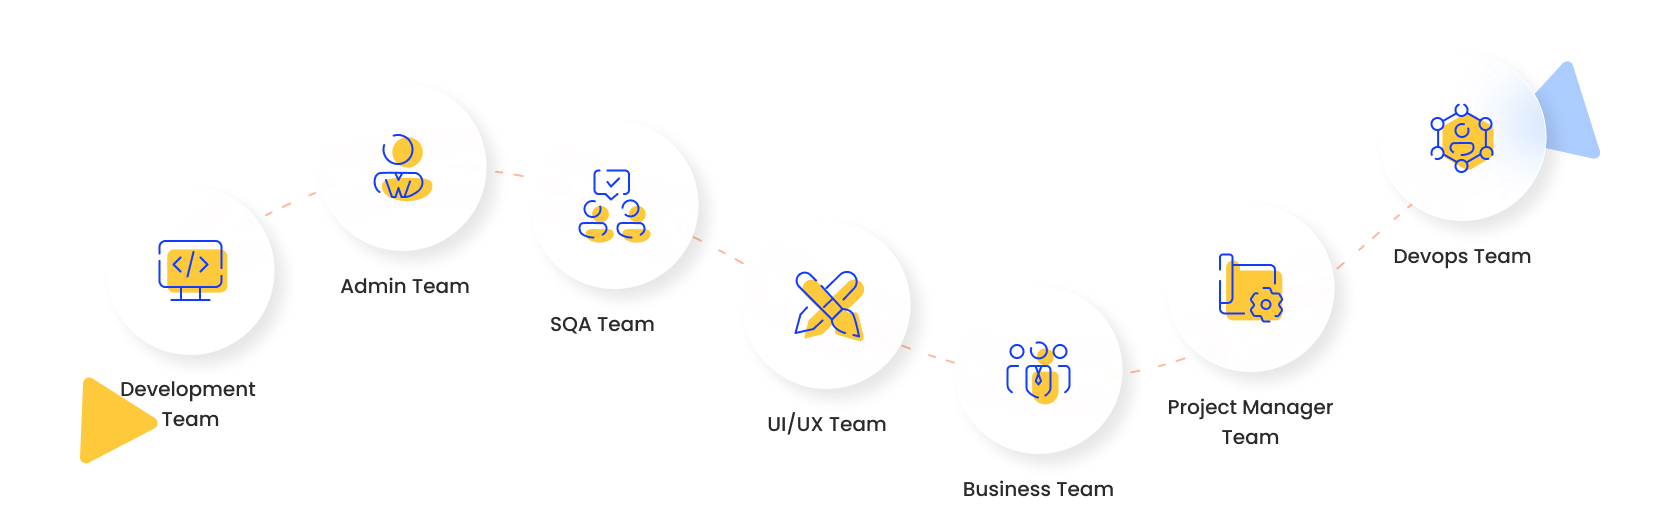 Development
Team
Admin Team
SQA Team
UI/UX Team
Business Team
Project Manager
Team
Devops Team